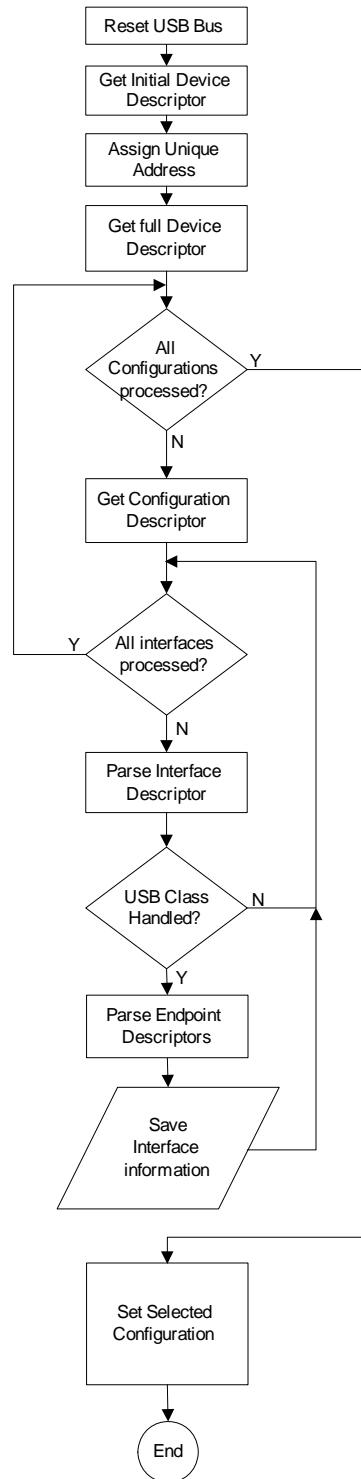 Reset USB Bus
Get Initial Device
Descriptor
Assign Unique
Address
Get full Device
Descriptor
All
Configurations
processed?
Y
N
Get Configuration
Descriptor
All interfaces
processed?
Y
N
Parse Interface
Descriptor
USB Class
Handled?
N
Y
Parse Endpoint
Descriptors
Save
Interface
information
Set Selected
Configuration
End